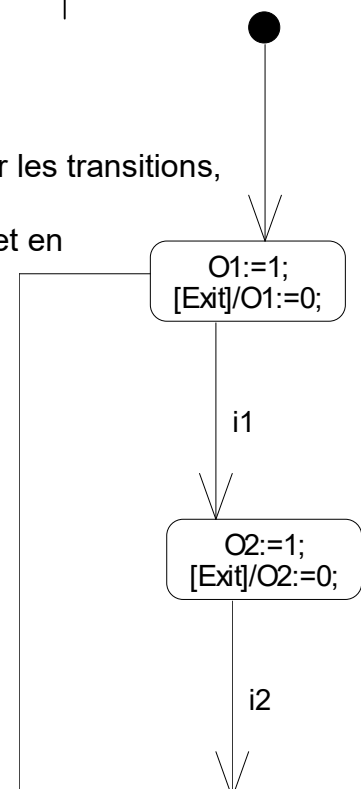 r les transitions,
et en
O1:=1;
[Exit]/O1:=0;
i1
O2:=1;
[Exit]/O2:=0;
i2